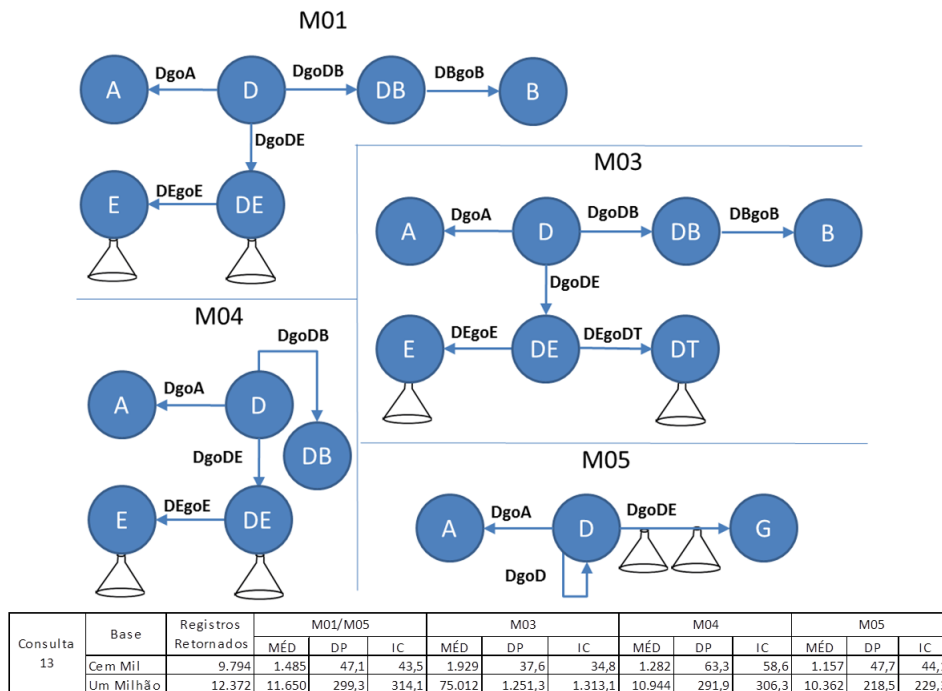 M01
DgoA DgoDB DBgoB
A D DB B
DgoDE
DEgoE
E DE
M03
DgoA DgoDB DBgoB
A D DB B
DgoDE
DEgoE DEgoDT
E DE DT
M04
DgoDB
DgoA
A D
DB
DgoDE
DEgoE
E DE
M05
DgoA DgoDE
A D G
DgoD
Consulta 13 Base Registros Retornados M01/M05 M03 M04 M05
MÉD DP IC MÉD DP IC MÉD DP IC MÉD DP IC
Cem Mil 9.794 1.485 47,1 43,5 1.929 37,6 34,8 1.282 63,3 58,6 1.157 47,7
Um Milhão 12.372 11.650 299,3 314,1 75.012 1.251,3 1.313,1 10.944 291,9 306,3 10.362 218,5